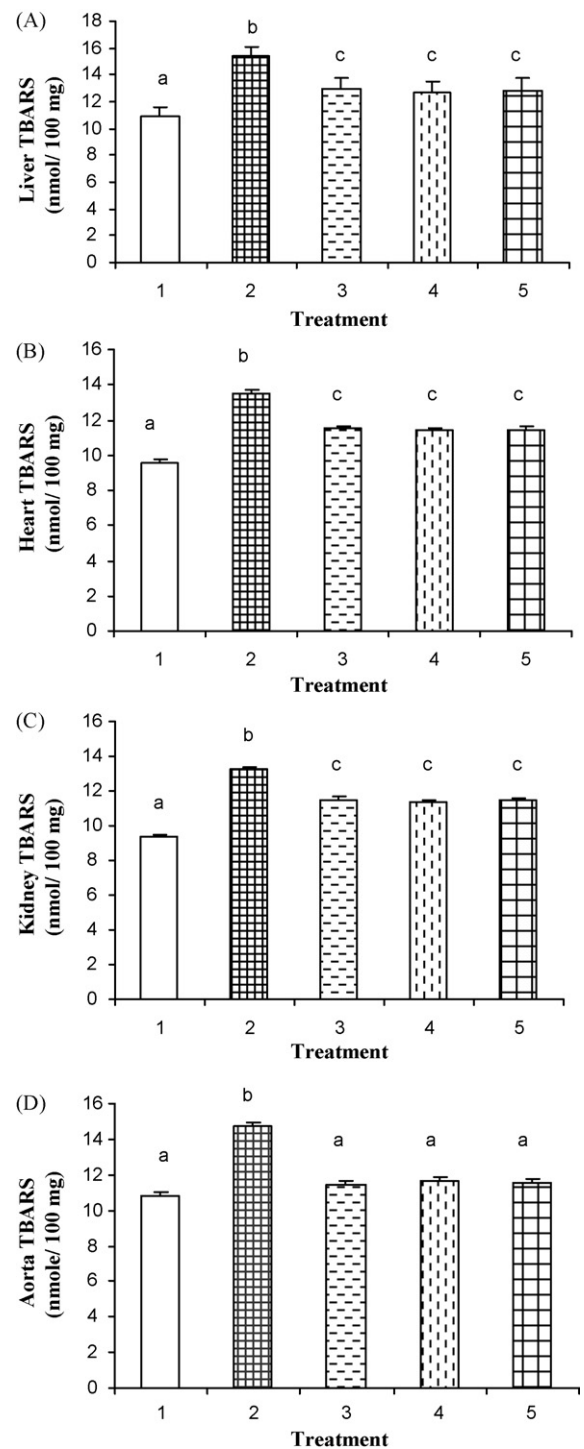 (A)
Liver TBARS
(nmol/ 100 mg)
18
16
14
12
10
8
6
4
2
0
a
b
c
c
c
1 2 3 4 5
Treatment
(B)
Heart TBARS
(nmol/ 100 mg)
16
14
12
10
8
6
4
2
0
a
b
c
c
c
1 2 3 4 5
Treatment
(C)
Kidney TBARS
(nmol/ 100 mg)
16
14
12
10
8
6
4
2
0
a
b
c
c
c
1 2 3 4 5
Treatment
(D)
Aorta TBARS
(nmole/ 100 mg)
16
14
12
10
8
6
4
2
0
a
b
a
a
a
1 2 3 4 5
Treatment